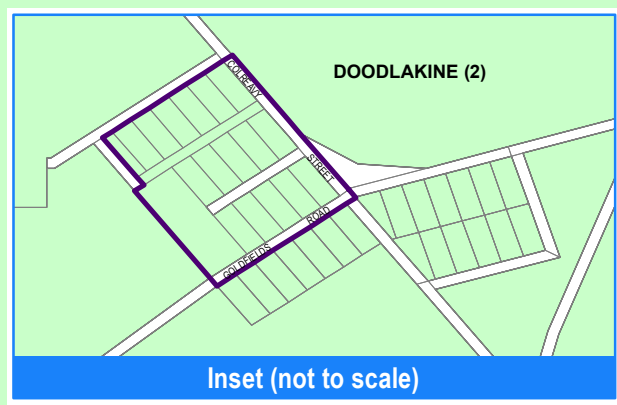 DOODLAKINE (2)
COLREAVY
STREET
GOLDFIELDS
ROAD
Inset (not to scale)